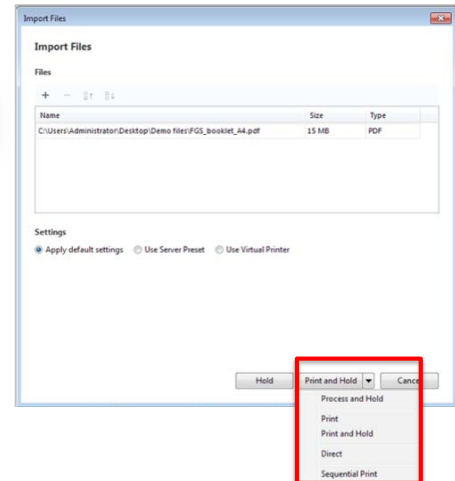 Import Files
Import Files
Files
Name Size Type
C:\Users\Administrator\Desktop\Demo files\FGS_booklet_A4.pdf 15 MB PDF
Settings
Apply default settings Use Server Preset Use Virtual Printer
Hold Print and Hold Cancel
Process and Hold
Print
Print and Hold
Direct
Sequential Print